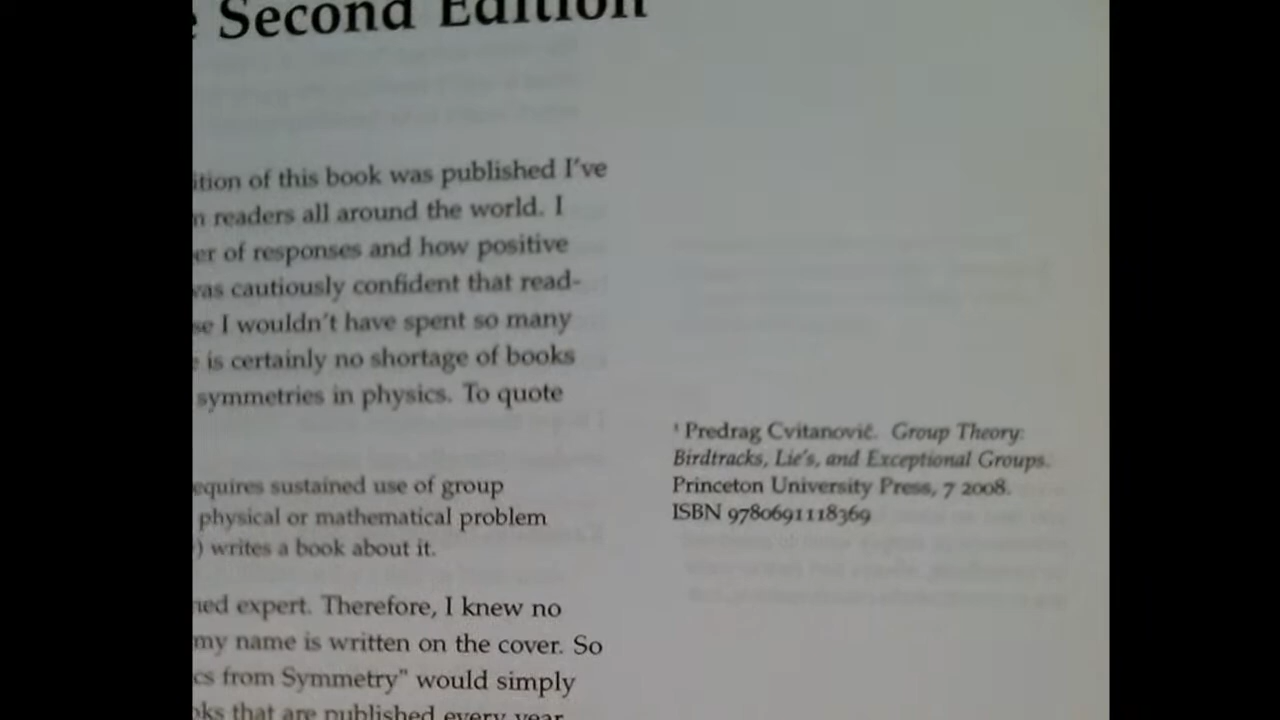 Second Edition
ition of this book was published I've
n readers all around the world. I
er of responses and how positive
was cautiously confident that read-
se I wouldn't have spent so many
is certainly no shortage of books
symmetries in physics. To quote
equires sustained use of group
physical or mathematical problem
) writes a book about it.
ned expert. Therefore, I knew no
my name is written on the cover. So
cs from Symmetry" would simply
oks that are published every year
¹ Predrag Cvitanović. Group Theory:
Birdtracks, Lie's, and Exceptional Groups.
Princeton University Press, 7 2008.
ISBN 9780691118369